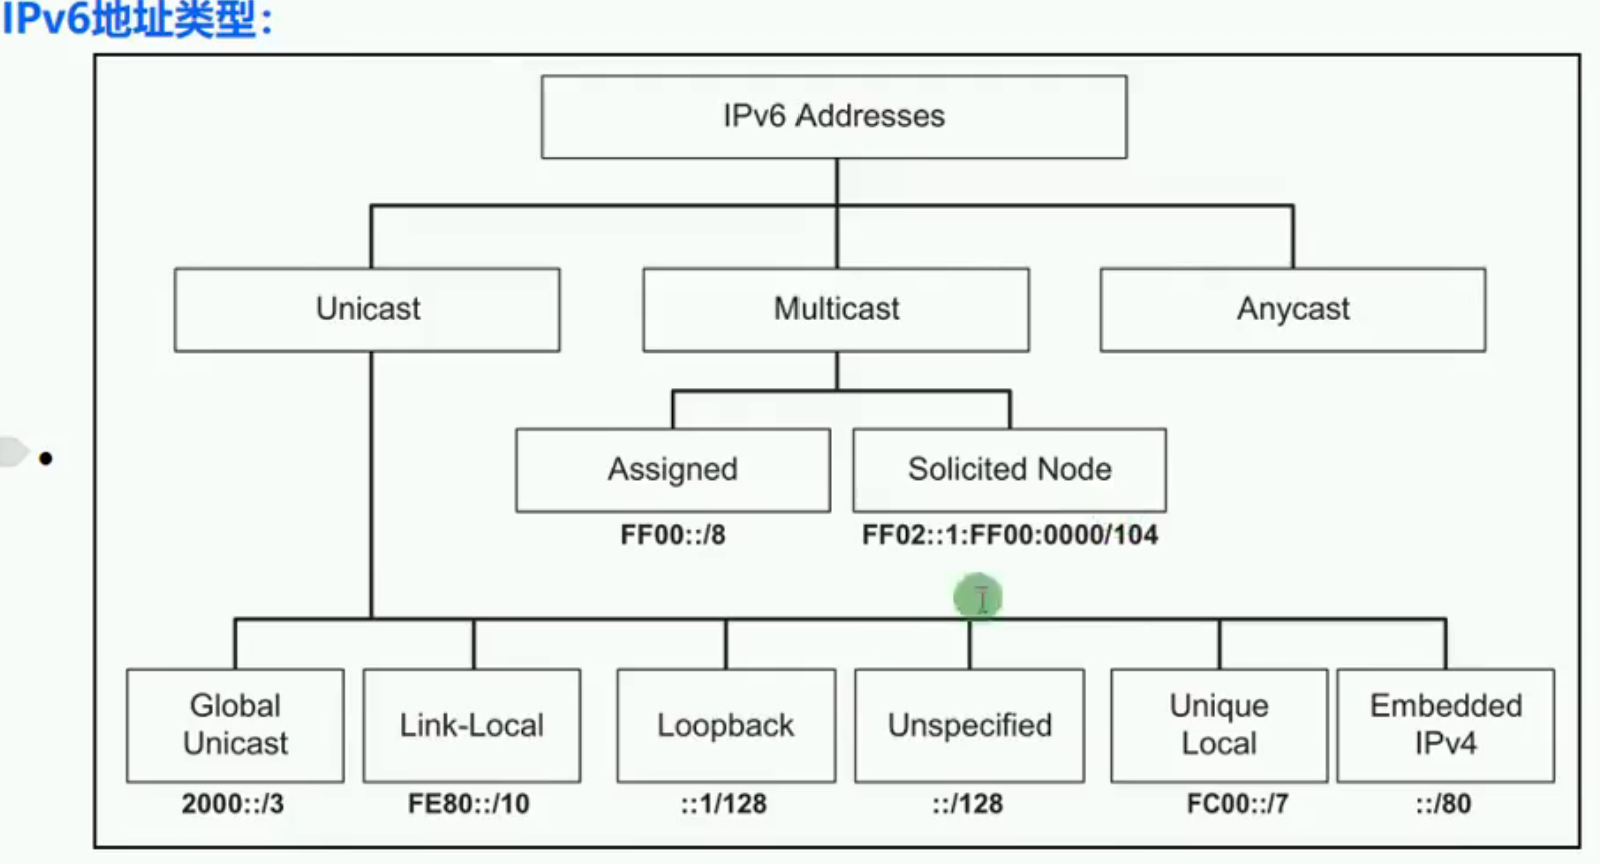 IPv6地址类型：
IPv6 Addresses
Unicast
Multicast
Anycast
Assigned
Solicited Node
FF00::/8
FF02::1:FF00:0000/104
Global
Unicast
Link-Local
Loopback
Unspecified
Unique
Local
Embedded
IPv4
2000::/3
FE80::/10
::1/128
::/128
FC00::/7
::/80